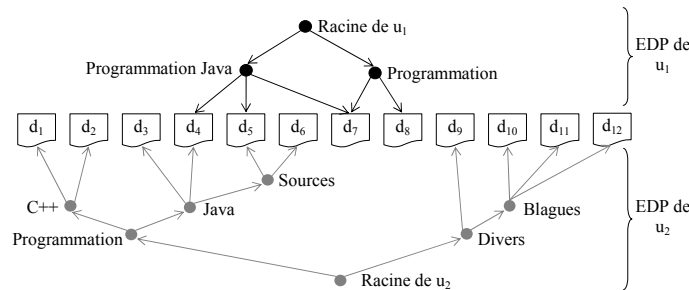 Racine de u1
EDP de
u1
Programmation Java
Programmation
d1 d2 d3 d4 d5 d6 d7 d8 d9 d10 d11 d12
Sources
C++
Java
Blagues
EDP de
u2
Programmation
Divers
Racine de u2